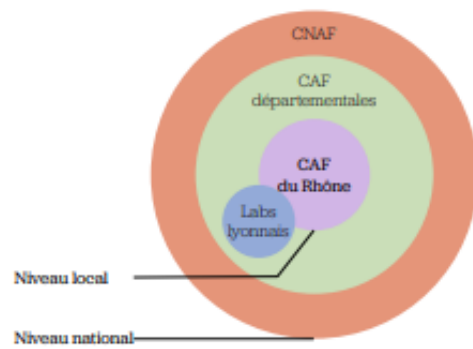 CNAF
CAF
départementales
CAF
du Rhône
Labs
lyonnais
Niveau local
Niveau national